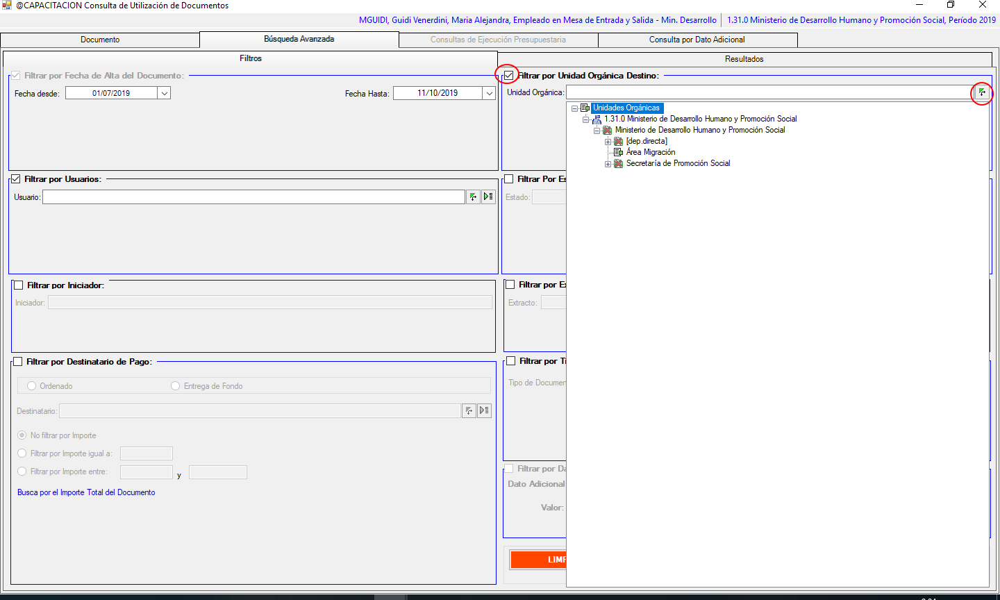 @CAPACITACION Consulta de Utilización de Documentos
MGUIDI, Guidi Venerdini, Maria Alejandra, Empleado en Mesa de Entrada y Salida - Min. Desarrollo
1.31.0 Ministerio de Desarrollo Humano y Promoción Social, Período 2019
Documento
Búsqueda Avanzada
Consultas de Ejecución Presupuestaria
Consulta por Dato Adicional
Filtros
Resultados
Filtrar por Fecha de Alta del Documento:
Fecha desde: 01/07/2019
Fecha Hasta: 11/10/2019
Filtrar por Unidad Orgánica Destino:
Unidad Orgánica:
Unidades Orgánicas
1.31.0 Ministerio de Desarrollo Humano y Promoción Social
Ministerio de Desarrollo Humano y Promoción Social
[dep.directa]
Área Migración
Secretaría de Promoción Social
Filtrar por Usuarios:
Usuario:
Filtrar Por Es
Estado:
Filtrar por Iniciador:
Iniciador:
Filtrar por Ex
Extracto:
Filtrar por Destinatario de Pago:
Ordenado
Entrega de Fondo
Destinatario:
No filtrar por Importe
Filtrar por Importe igual a:
Filtrar por Importe entre:
y
Busca por el Importe Total del Documento
Filtrar por Ti
Tipo de Documen
Filtrar por Da
Dato Adicional
Valor:
LIMP